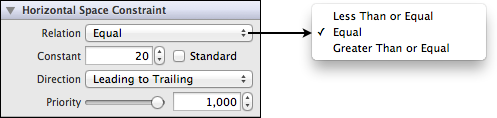 Horizontal Space Constraint
Relation Equal
Constant 20 Standard
Direction Leading to Trailing
Priority 1,000
Less Than or Equal
✓ Equal
Greater Than or Equal